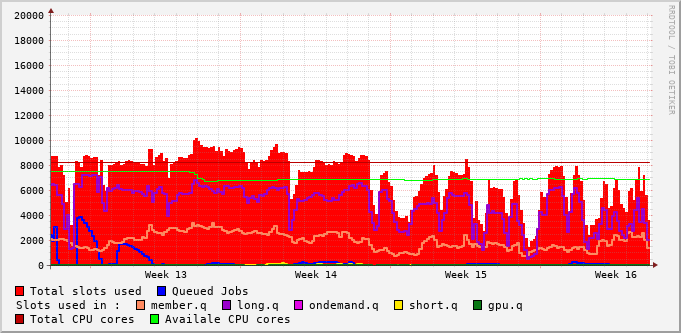 20000
18000
16000
14000
12000
10000
8000
6000
4000
2000
0
Week 13 Week 14 Week 15 Week 16
RRDTOOL / TOBI OETIKER
Total slots used Queued Jobs
Slots used in : member.q long.q ondemand.q short.q gpu.q
Total CPU cores Availale CPU cores